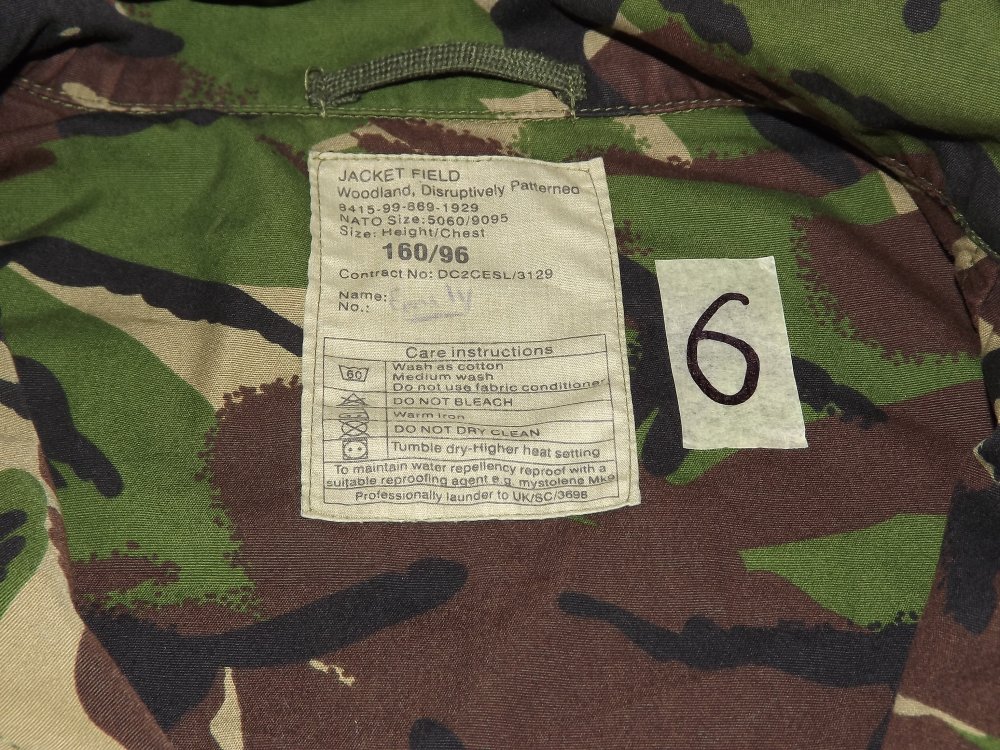 JACKET FIELD
Woodland, Disruptively Patterned
8415-99-869-1929
NATO Size:5060/9095
Size: Height/Chest
160/96
Contract No: DC2CESL/3129
Name:
No.:
Care instructions
60
Wash as cotton
Medium wash
Do not use fabric conditioner
DO NOT BLEACH
Warm iron
DO NOT DRY CLEAN
Tumble dry-Higher heat setting
To maintain water repellency reproof with a
suitable reproofing agent e.g. mystolene Mk9
Professionally launder to UK/SC/3698
6